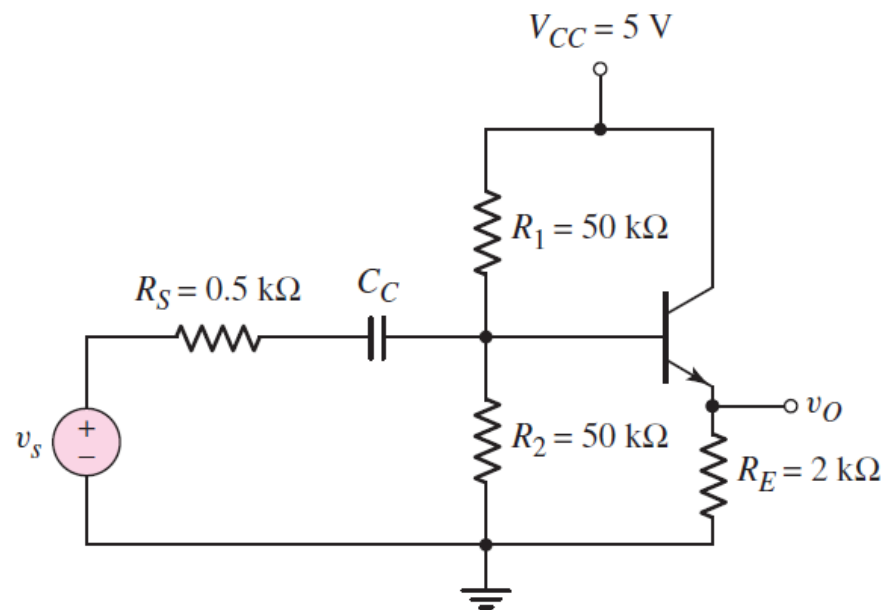 V_CC = 5 V
R_1 = 50 kΩ
R_S = 0.5 kΩ
C_C
v_s
+
−
R_2 = 50 kΩ
v_O
R_E = 2 kΩ